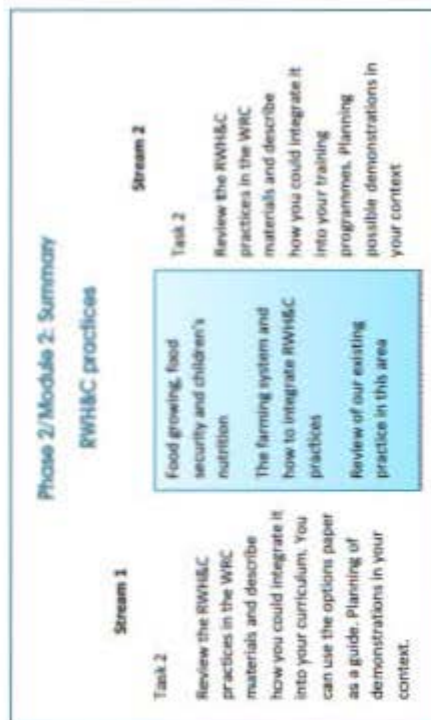 Phase 2/Module 2: Summary
RWH&C practices
Stream 1
Task 2
Review the RWH&C
practices in the WRC
materials and describe
how you could integrate it
into your curriculum. You
can use the options paper
as a guide. Planning of
demonstrations in your
context.
Food growing, food
security and children's
nutrition
The farming system and
how to integrate RWH&C
practices
Review of our existing
practice in this area
Stream 2
Task 2
Review the RWH&C
practices in the WRC
materials and describe
how you could integrate it
into your training
programmes. Planning
possible demonstrations in
your context